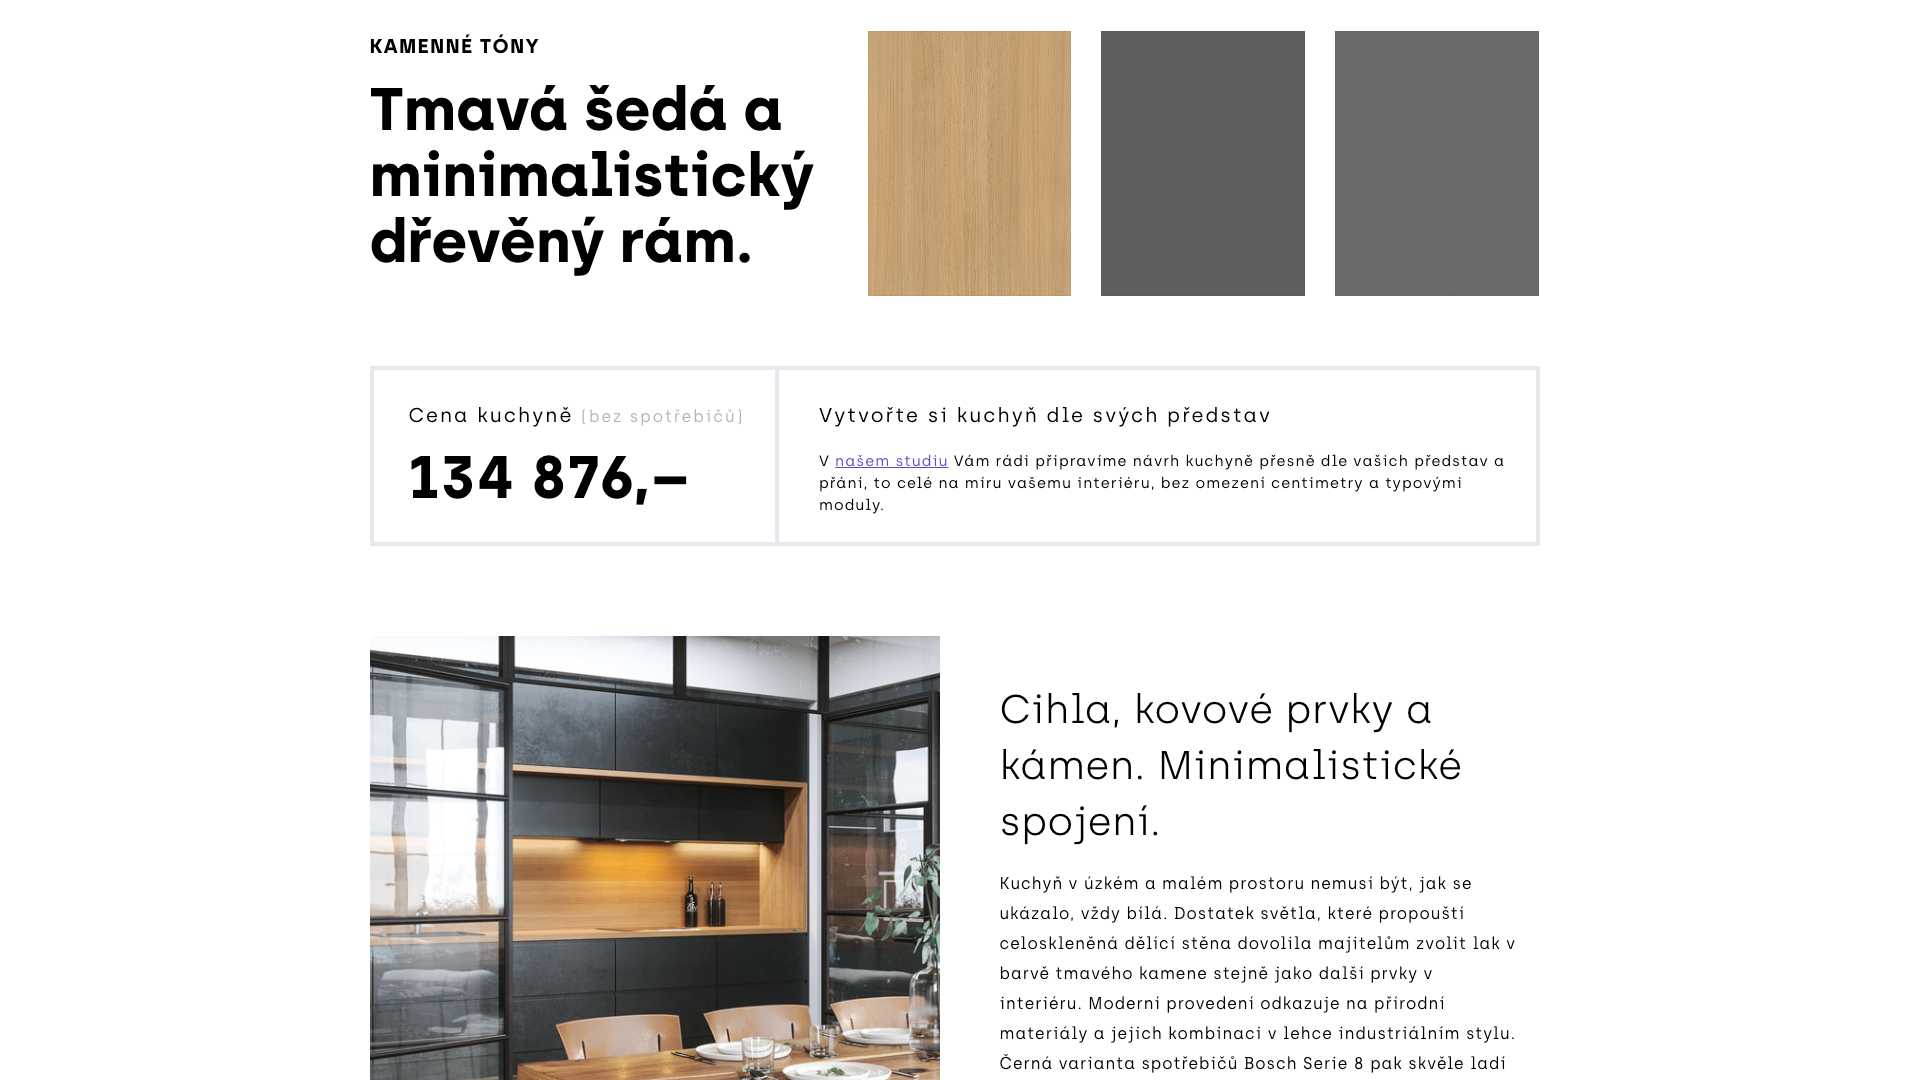 KAMENNÉ TÓNY
Tmavá šedá a
minimalistický
dřevěný rám.
Cena kuchyně (bez spotřebičů)
134 876,–
Vytvořte si kuchyň dle svých představ
V našem studiu Vám rádi připravíme návrh kuchyně přesně dle vašich představ a
přání, to celé na míru vašemu interiéru, bez omezení centimetry a typovými
moduly.
Cihla, kovové prvky a
kámen. Minimalistické
spojení.
Kuchyň v úzkém a malém prostoru nemusí být, jak se
ukázalo, vždy bílá. Dostatek světla, které propouští
celoskleněná dělící stěna dovolila majitelům zvolit lak v
barvě tmavého kamene stejně jako další prvky v
interiéru. Moderní provedení odkazuje na přírodní
materiály a jejich kombinaci v lehce industriálním stylu.
Černá varianta spotřebičů Bosch Serie 8 pak skvěle ladí